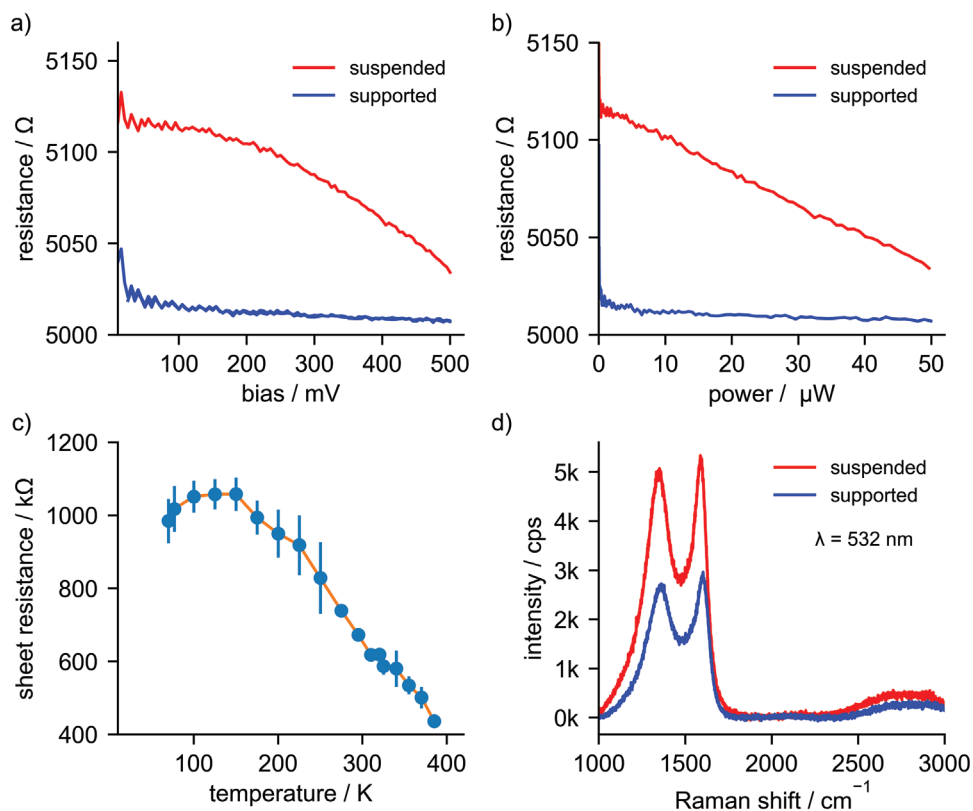 a)
5150
5100
5050
5000
resistance / Ω
suspended
supported
100
200
300
400
500
bias / mV
b)
5150
5100
5050
5000
resistance / Ω
suspended
supported
0
10
20
30
40
50
power / µW
c)
1200
1000
800
600
400
sheet resistance / kΩ
100
200
300
400
temperature / K
d)
5k
4k
3k
2k
1k
0k
intensity / cps
suspended
supported
λ = 532 nm
1000
1500
2000
2500
3000
Raman shift / cm⁻¹